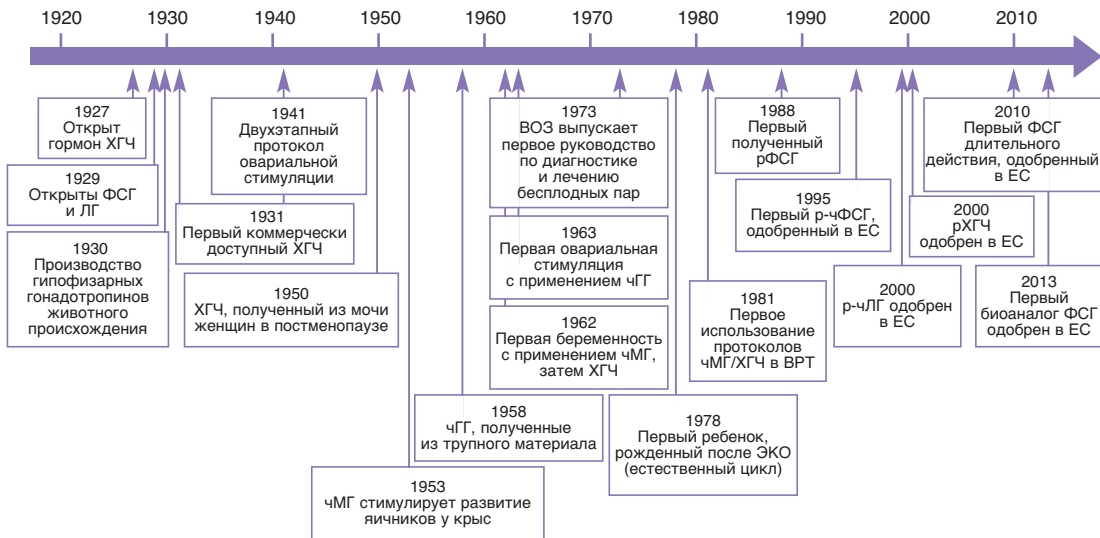 1920 1930 1940 1950 1960 1970 1980 1990 2000 2010
1927
Открыт
гормон ХГЧ
1929
Открыты ФСГ
и ЛГ
1930
Производство
гипофизарных
гонадотропинов
животного
происхождения
1941
Двухэтапный
протокол
овариальной
стимуляции
1931
Первый коммерчески
доступный ХГЧ
1950
ХГЧ, полученный из мочи
женщин в постменопаузе
1953
чМГ стимулирует развитие
яичников у крыс
1958
чГГ, полученные
из трупного материала
1973
ВОЗ выпускает
первое руководство
по диагностике
и лечению
бесплодных пар
1963
Первая овариальная
стимуляция
с применением чГГ
1962
Первая беременность
с применением чМГ,
затем ХГЧ
1978
Первый ребенок,
рожденный после ЭКО
(естественный цикл)
1981
Первое
использование
протоколов
чМГ/ХГЧ в ВРТ
1988
Первый
полученный
рФСГ
1995
Первый р-чФСГ,
одобренный в ЕС
2000
р-чЛГ одобрен
в ЕС
2000
рХГЧ
одобрен в ЕС
2010
Первый ФСГ
длительного
действия, одобренный
в ЕС
2013
Первый
биоаналог ФСГ
одобрен в ЕС